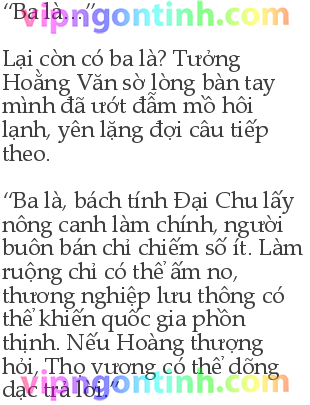 “Ba là…”
vipngontinh.com
Lại còn có ba là? Tưởng
Hoằng Văn sờ lòng bàn tay
mình đã ướt đẫm mồ hôi
lạnh, yên lặng đợi câu tiếp
theo.
“Ba là, bách tính Đại Chu lấy
nông canh làm chính, người
buôn bán chỉ chiếm số ít. Làm
ruộng chỉ có thể ấm no,
thương nghiệp lưu thông có
thể khiến quốc gia phồn
thịnh. Nếu Hoàng thượng
hỏi, Thọ vương có thể dõng
dạc trả lời.”
vipngontinh.com